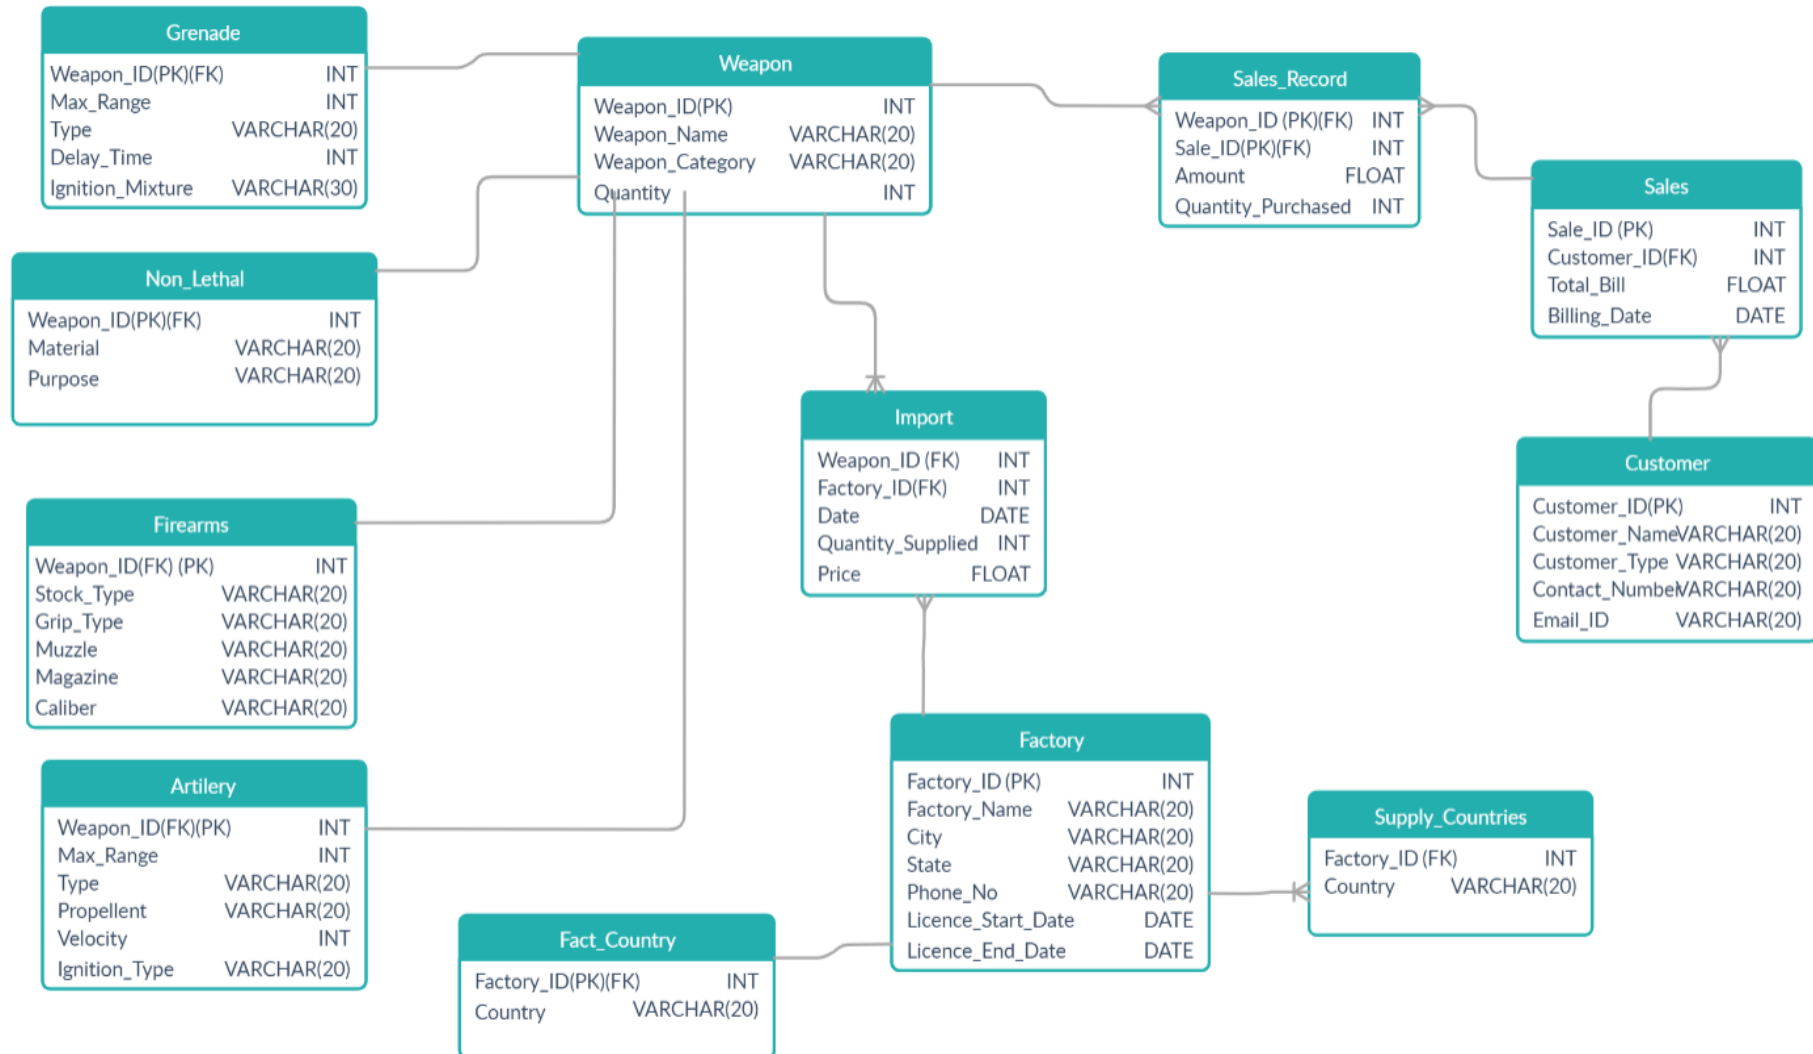 Grenade
Weapon_ID(PK)(FK) INT
Max_Range INT
Type VARCHAR(20)
Delay_Time INT
Ignition_Mixture VARCHAR(30)
Weapon
Weapon_ID(PK) INT
Weapon_Name VARCHAR(20)
Weapon_Category VARCHAR(20)
Quantity INT
Sales_Record
Weapon_ID (PK)(FK) INT
Sale_ID(PK)(FK) INT
Amount FLOAT
Quantity_Purchased INT
Sales
Sale_ID (PK) INT
Customer_ID(FK) INT
Total_Bill FLOAT
Billing_Date DATE
Non_Lethal
Weapon_ID(PK)(FK) INT
Material VARCHAR(20)
Purpose VARCHAR(20)
Import
Weapon_ID (FK) INT
Factory_ID(FK) INT
Date DATE
Quantity_Supplied INT
Price FLOAT
Customer
Customer_ID(PK) INT
Customer_Name VARCHAR(20)
Customer_Type VARCHAR(20)
Contact_Number VARCHAR(20)
Email_ID VARCHAR(20)
Firearms
Weapon_ID(FK) (PK) INT
Stock_Type VARCHAR(20)
Grip_Type VARCHAR(20)
Muzzle VARCHAR(20)
Magazine VARCHAR(20)
Caliber VARCHAR(20)
Artilery
Weapon_ID(FK)(PK) INT
Max_Range INT
Type VARCHAR(20)
Propellent VARCHAR(20)
Velocity INT
Ignition_Type VARCHAR(20)
Factory
Factory_ID (PK) INT
Factory_Name VARCHAR(20)
City VARCHAR(20)
State VARCHAR(20)
Phone_No VARCHAR(20)
Licence_Start_Date DATE
Licence_End_Date DATE
Supply_Countries
Factory_ID (FK) INT
Country VARCHAR(20)
Fact_Country
Factory_ID(PK)(FK) INT
Country VARCHAR(20)